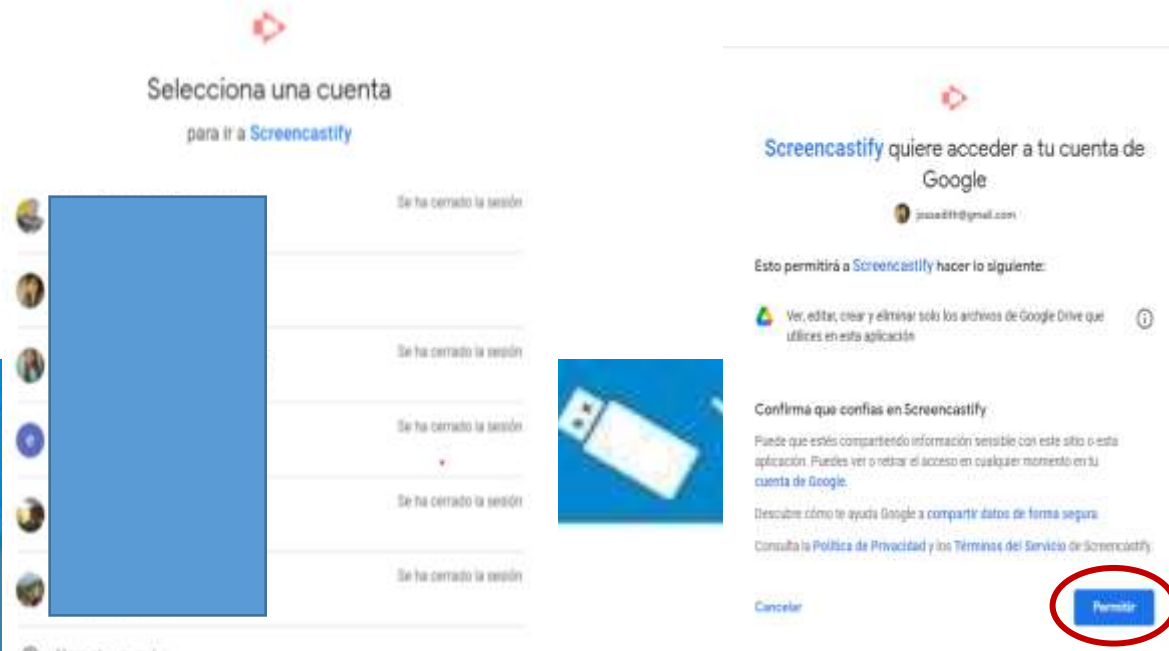 Selecciona una cuenta
para ir a Screencastify
Se ha cerrado la sesión
Se ha cerrado la sesión
Se ha cerrado la sesión
Se ha cerrado la sesión
Se ha cerrado la sesión
Screencastify quiere acceder a tu cuenta de
Google
Esto permitirá a Screencastify hacer lo siguiente:
Ver, editar, crear y eliminar solo los archivos de Google Drive que
utilices en esta aplicación
Confirma que confías en Screencastify
Puede que estés compartiendo información sensible con este sitio o esta
aplicación. Puedes ver o retirar el acceso en cualquier momento en tu
cuenta de Google.
Descubre cómo te ayuda Google a compartir datos de forma segura.
Consulta la Política de Privacidad y los Términos del Servicio de Screencastify.
Cancelar
Permitir